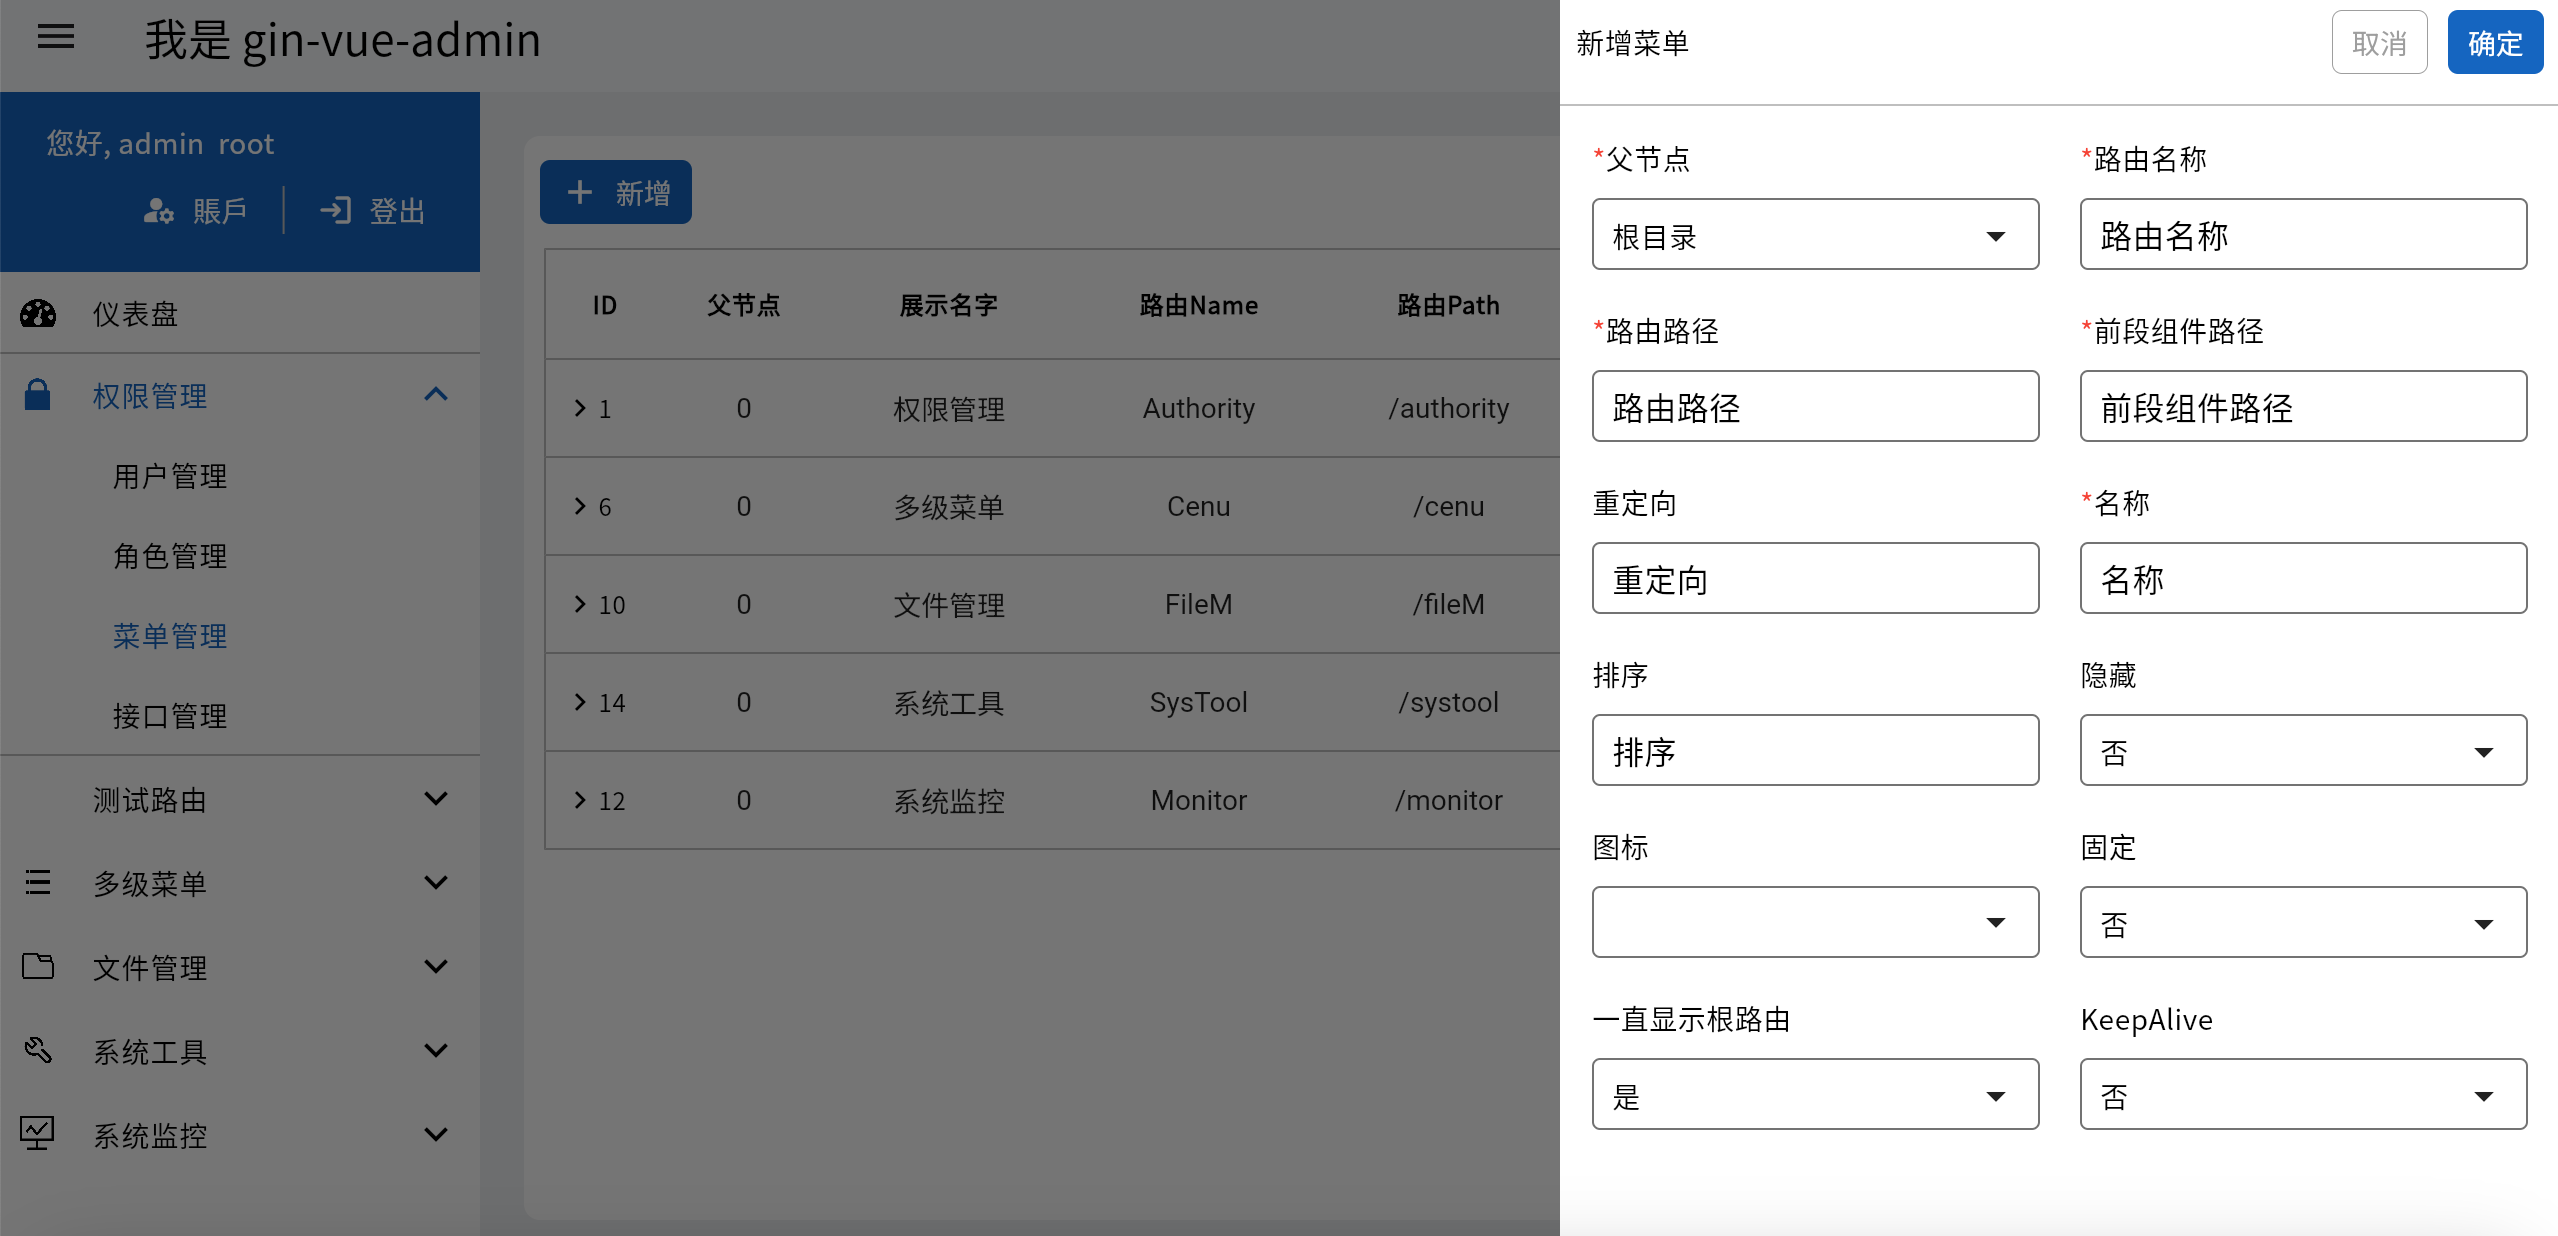 我是 gin-vue-admin
您好, admin root
賬戶
登出
仪表盘
权限管理
用户管理
角色管理
菜单管理
接口管理
测试路由
多级菜单
文件管理
系统工具
系统监控
新增
ID 父节点 展示名字 路由Name 路由Path
1 0 权限管理 Authority /authority
6 0 多级菜单 Cenu /cenu
10 0 文件管理 FileM /fileM
14 0 系统工具 SysTool /systool
12 0 系统监控 Monitor /monitor
新增菜单 取消 确定
*父节点 *路由名称
根目录 路由名称
*路由路径 *前段组件路径
路由路径 前段组件路径
重定向 *名称
重定向 名称
排序 隐藏
排序 否
图标 固定
否
一直显示根路由 KeepAlive
是 否